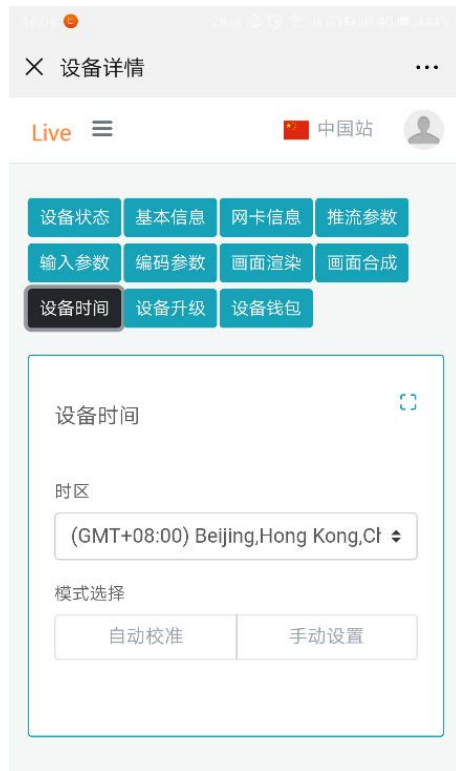 设备详情
Live 中国站
设备状态 基本信息 网卡信息 推流参数
输入参数 编码参数 画面渲染 画面合成
设备时间 设备升级 设备钱包
设备时间
时区
(GMT+08:00) Beijing,Hong Kong,Ch
模式选择
自动校准 手动设置